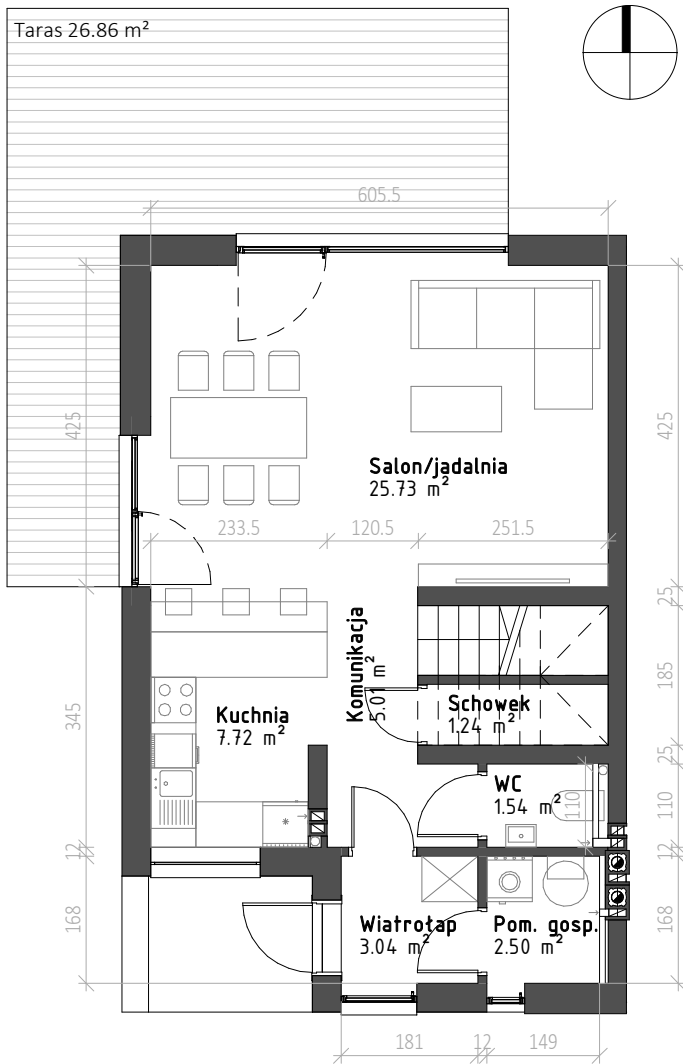 Taras 26.86 m²
605.5
425
425
Salon/jadalnia
25.73 m²
233.5
120.5
251.5
25
Komunikacja
5.01 m²
185
345
Kuchnia
7.72 m²
Schowek
1.24 m²
25
WC
1.54 m²
110
110
12
12
168
168
Wiatrołap
3.04 m²
Pom. gosp.
2.50 m²
181
12
149